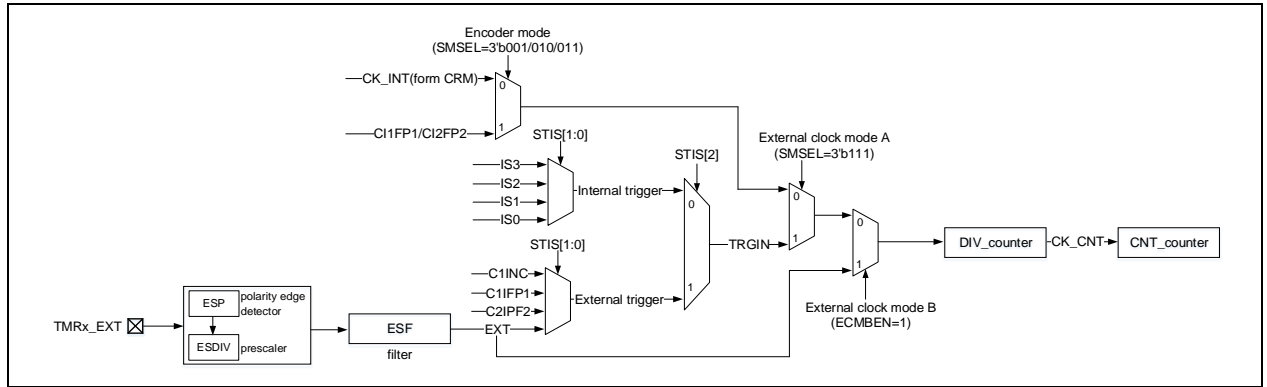 Encoder mode
(SMSEL=3'b001/010/011)
CK_INT(form CRM)
0
CI1FP1/CI2FP2
1
STIS[1:0]
External clock mode A
(SMSEL=3'b111)
STIS[2]
IS3
IS2
IS1
IS0
Internal trigger
0
0
1
TRGIN
0
1
DIV_counter
CK_CNT
CNT_counter
STIS[1:0]
C1INC
C1IFP1
C2IPF2
EXT
External trigger
1
External clock mode B
(ECMBEN=1)
TMRx_EXT
ESP
polarity edge
detector
ESDIV
prescaler
ESF
filter